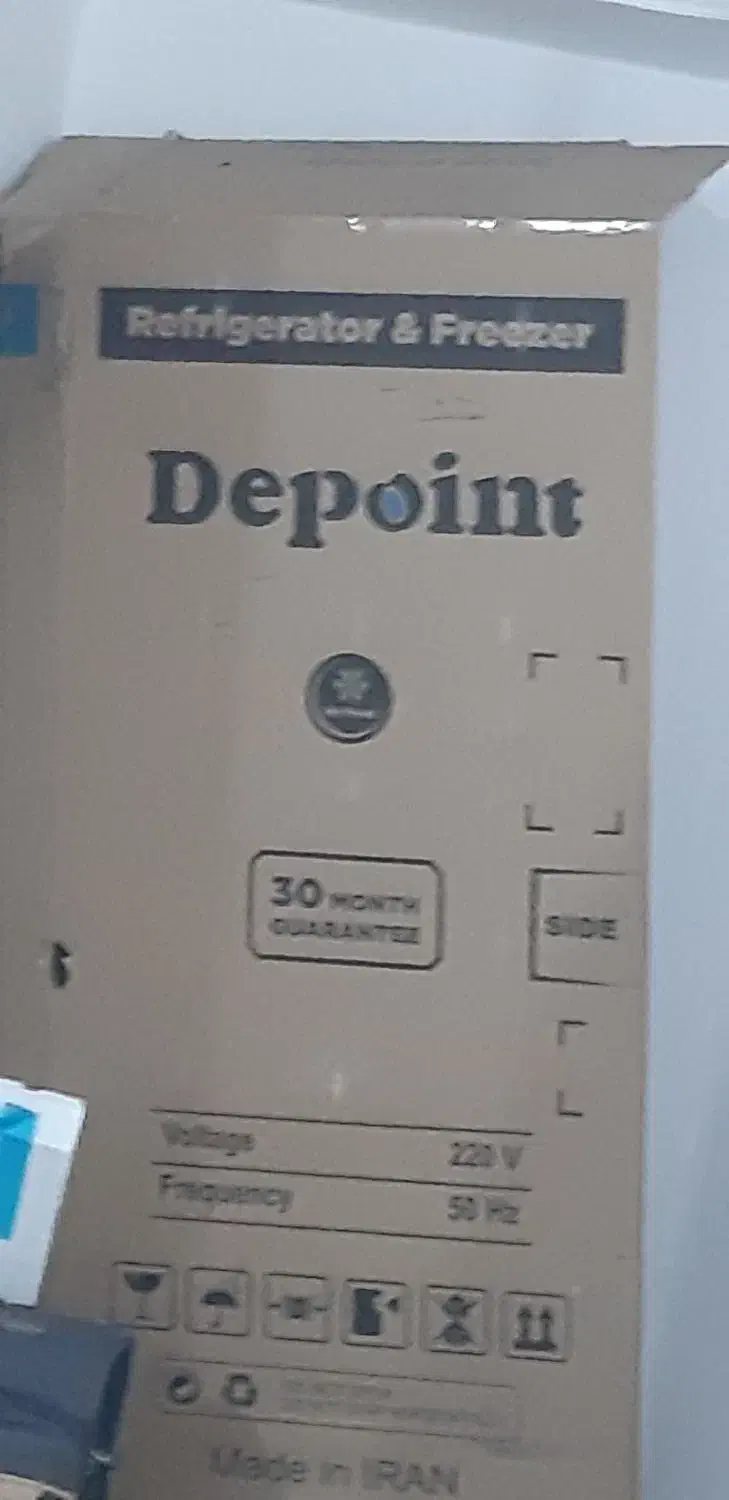 Refrigerator & Freezer
Depoint
30 MONTH
GUARANTEE
SIDE
Voltage 220 V
Frequency 50 Hz
Made in IRAN